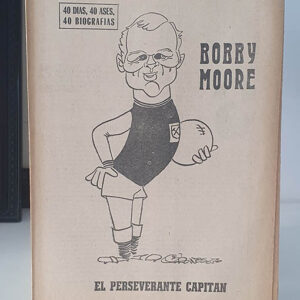 40 DIAS, 40 ASES,
40 BIOGRAFIAS
BOBBY
MOORE
EL PERSEVERANTE CAPITAN